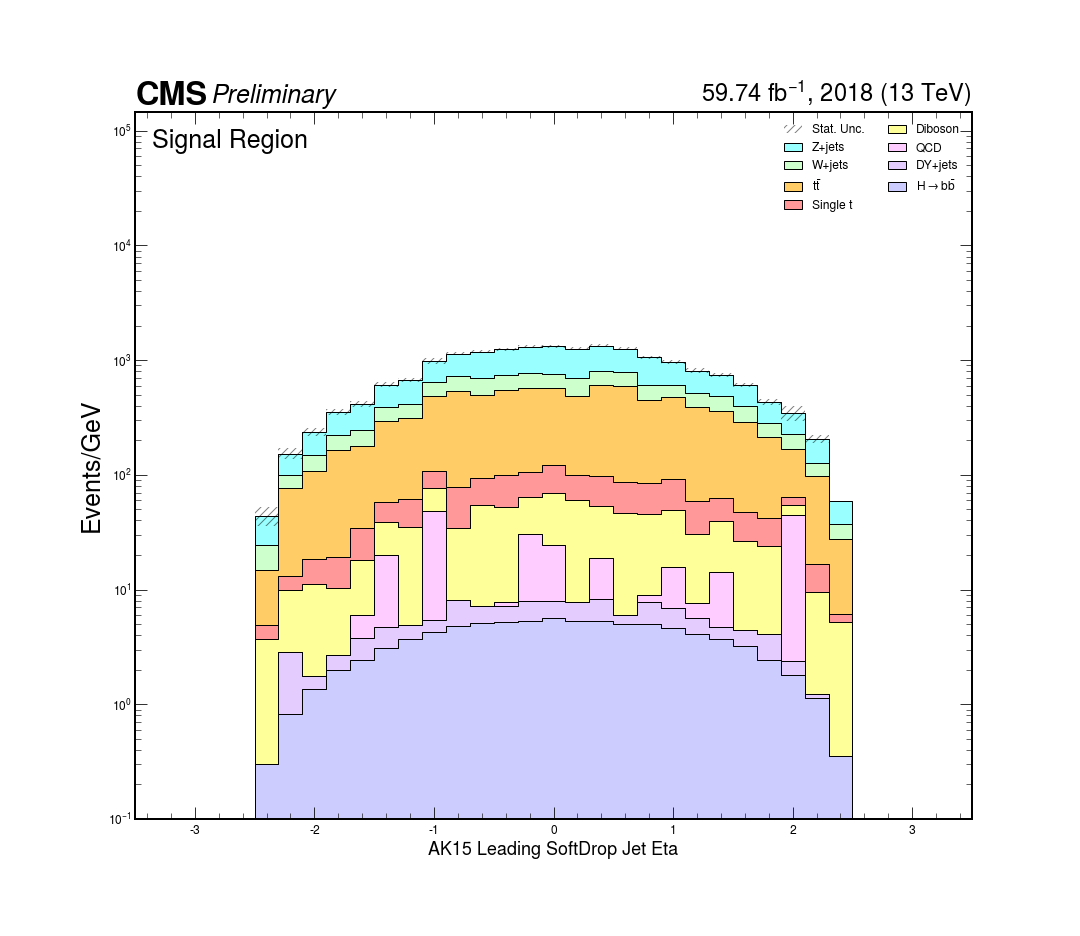 CMS Preliminary
59.74 fb⁻¹, 2018 (13 TeV)
Signal Region
Stat. Unc.
Z+jets
W+jets
tt̄
Single t
Diboson
QCD
DY+jets
H→bb̄
Events/GeV
10⁵
10⁴
10³
10²
10¹
10⁰
10⁻¹
-3 -2 -1 0 1 2 3
AK15 Leading SoftDrop Jet Eta